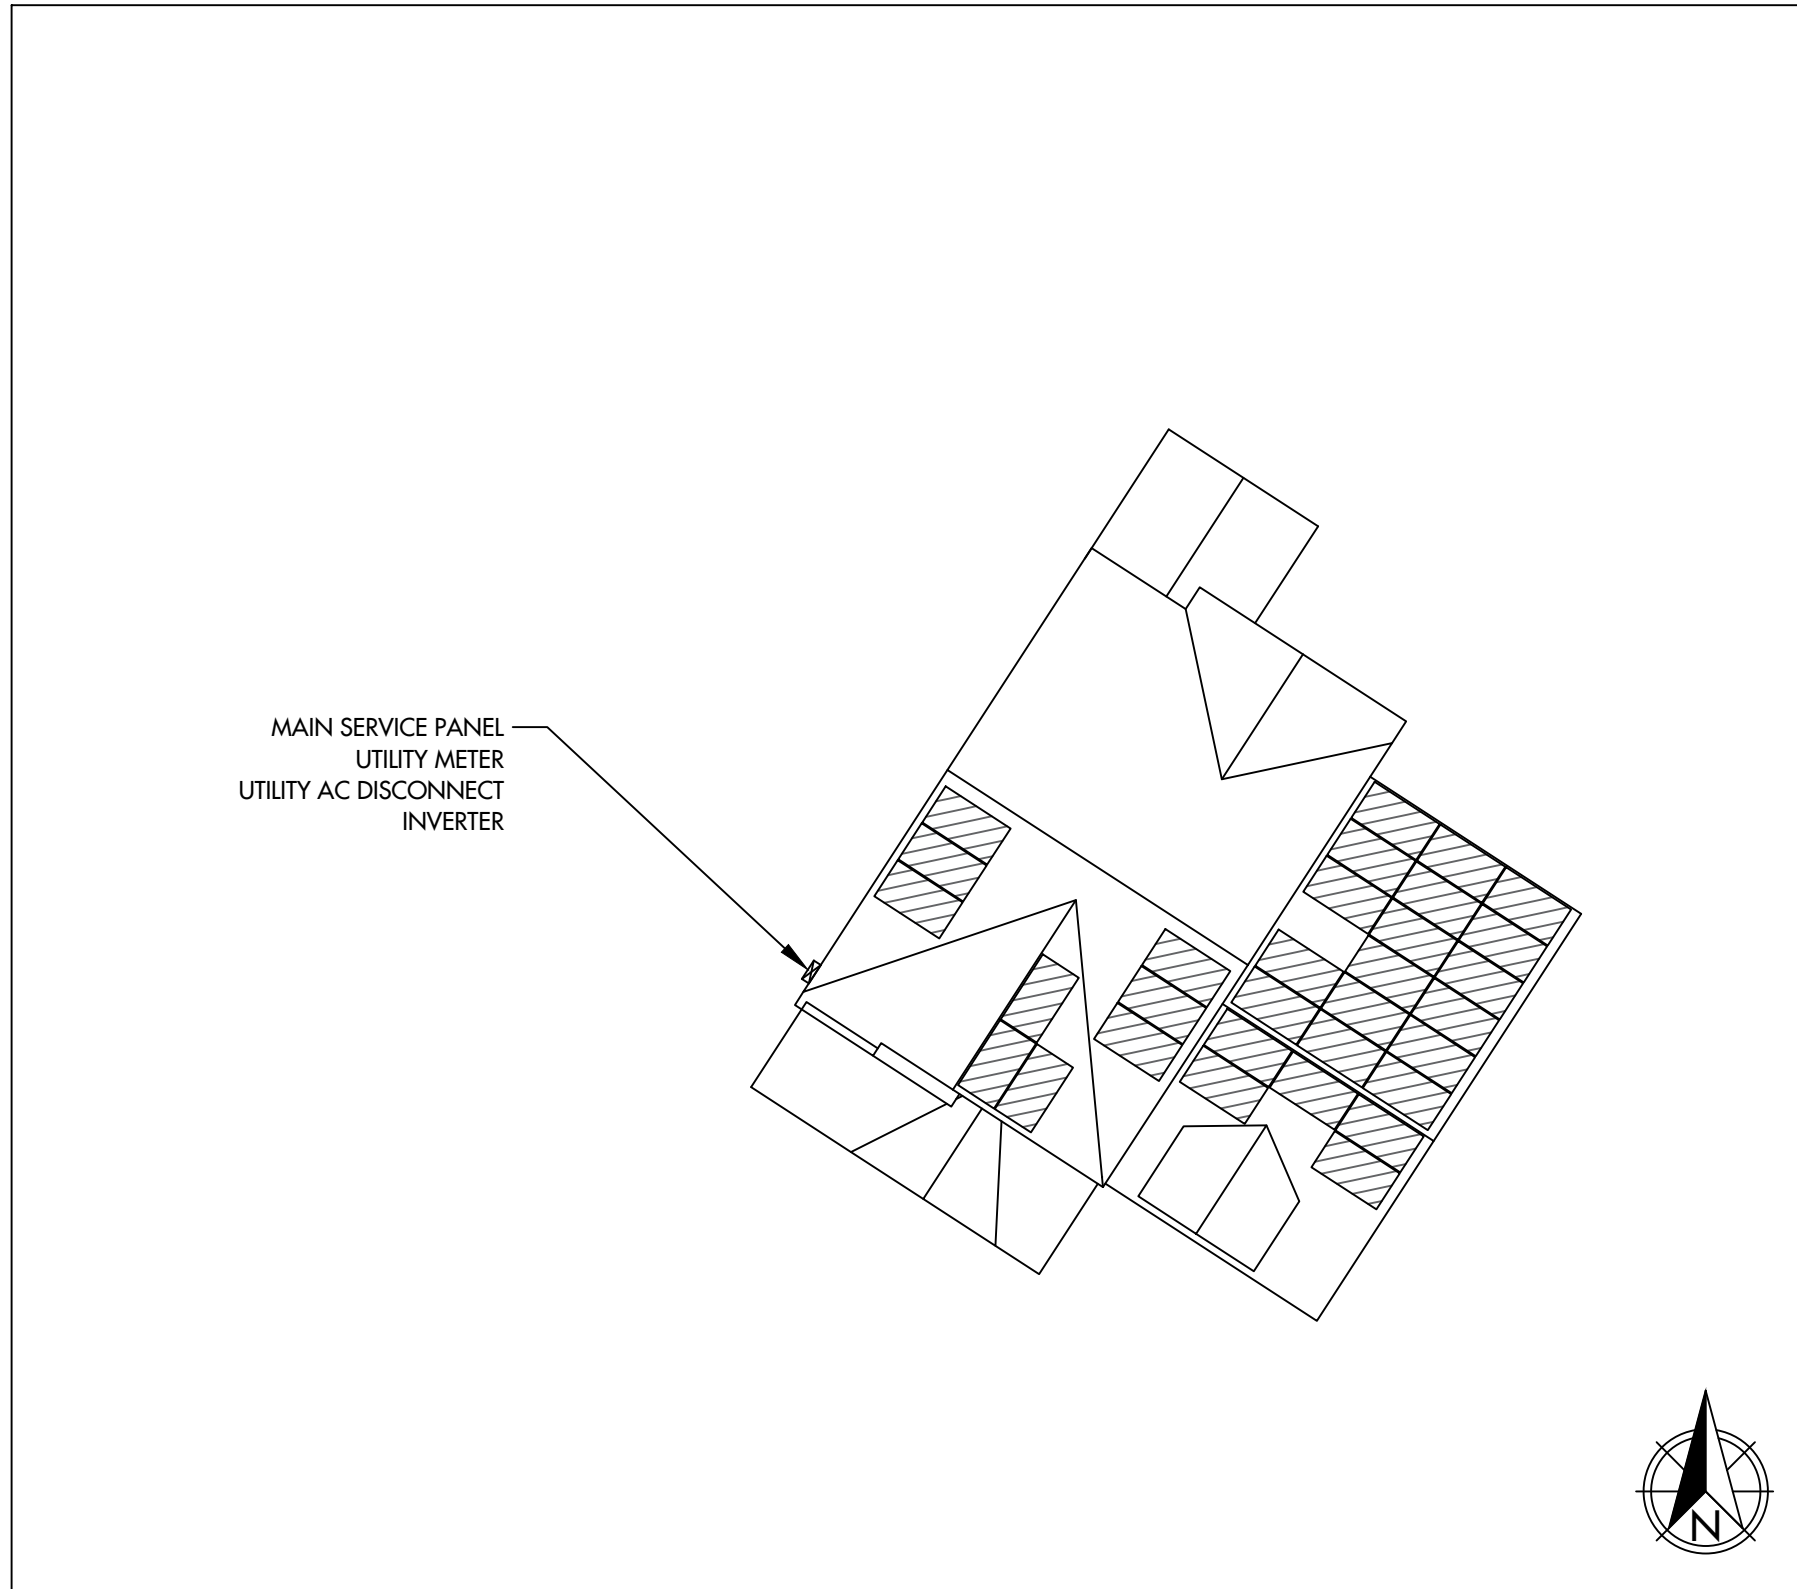 MAIN SERVICE PANEL
UTILITY METER
UTILITY AC DISCONNECT
INVERTER
N